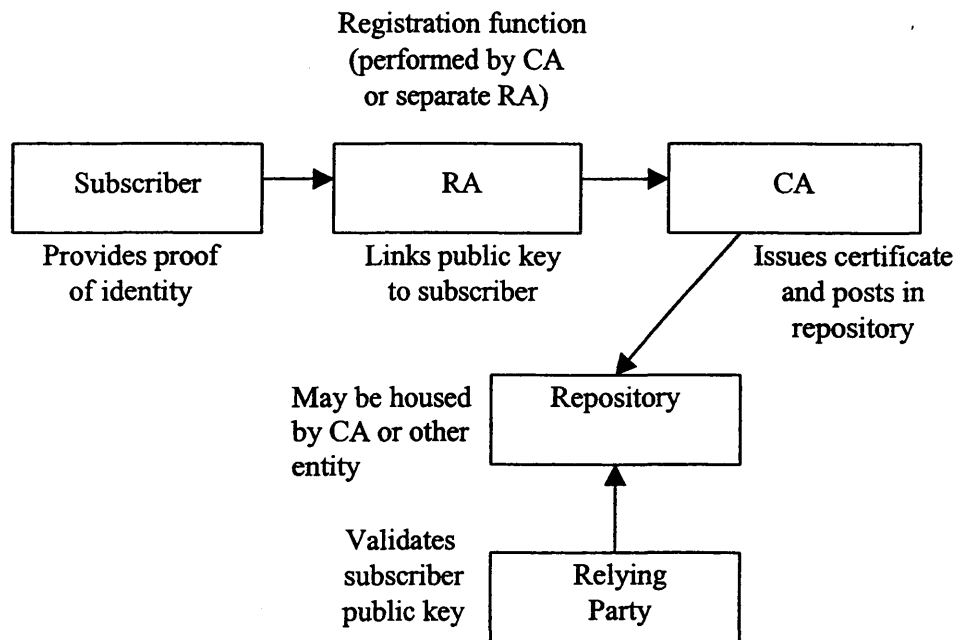 Registration function
(performed by CA
or separate RA)
Subscriber
RA
CA
Provides proof
of identity
Links public key
to subscriber
Issues certificate
and posts in
repository
May be housed
by CA or other
entity
Repository
Validates
subscriber
public key
Relying
Party